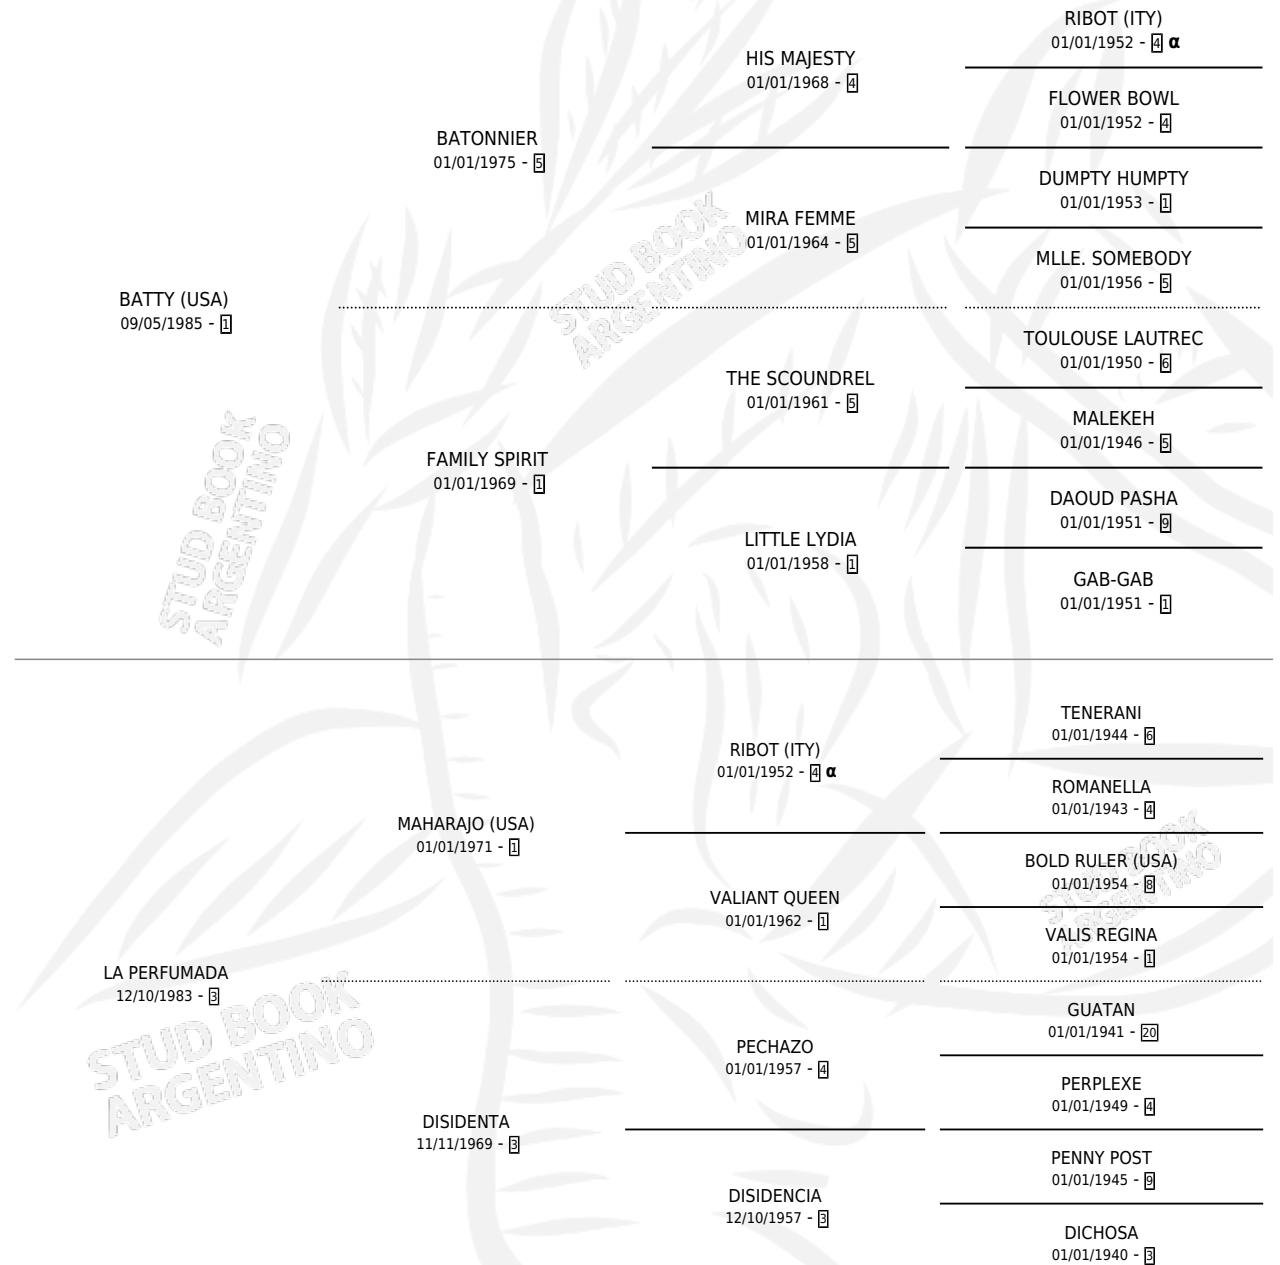 RIBOT (ITY)
01/01/1952 - 4 α
HIS MAJESTY
01/01/1968 - 4
FLOWER BOWL
01/01/1952 - 4
BATONNIER
01/01/1975 - 5
DUMPTY HUMPTY
01/01/1953 - 1
MIRA FEMME
01/01/1964 - 5
MLLE. SOMEBODY
01/01/1956 - 5
BATTY (USA)
09/05/1985 - 1
TOULOUSE LAUTREC
01/01/1950 - 6
THE SCOUNDREL
01/01/1961 - 5
MALEKEH
01/01/1946 - 5
FAMILY SPIRIT
01/01/1969 - 1
DAOUD PASHA
01/01/1951 - 9
LITTLE LYDIA
01/01/1958 - 1
GAB-GAB
01/01/1951 - 1
TENERANI
01/01/1944 - 6
RIBOT (ITY)
01/01/1952 - 4 α
ROMANELLA
01/01/1943 - 4
MAHARAJO (USA)
01/01/1971 - 1
BOLD RULER (USA)
01/01/1954 - 8
VALIANT QUEEN
01/01/1962 - 1
VALIS REGINA
01/01/1954 - 1
LA PERFUMADA
12/10/1983 - 3
GUATAN
01/01/1941 - 20
PECHAZO
01/01/1957 - 4
PERPLEXE
01/01/1949 - 4
DISIDENTA
11/11/1969 - 3
PENNY POST
01/01/1945 - 9
DISIDENCIA
12/10/1957 - 3
DICHOSA
01/01/1940 - 3
STUD BOOK
ARGENTINO
STUD BOOK
ARGENTINO
STUD BOOK
ARGENTINO
STUD BOOK
ARGENTINO